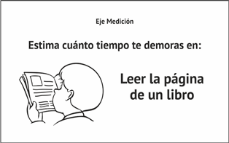 Eje Medición
Estima cuánto tiempo te demoras en:
Leer la página
de un libro